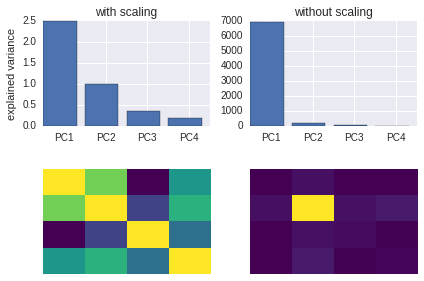 with scaling
without scaling
explained variance
2.5
2.0
1.5
1.0
0.5
0.0
PC1 PC2 PC3 PC4
7000
6000
5000
4000
3000
2000
1000
0
PC1 PC2 PC3 PC4